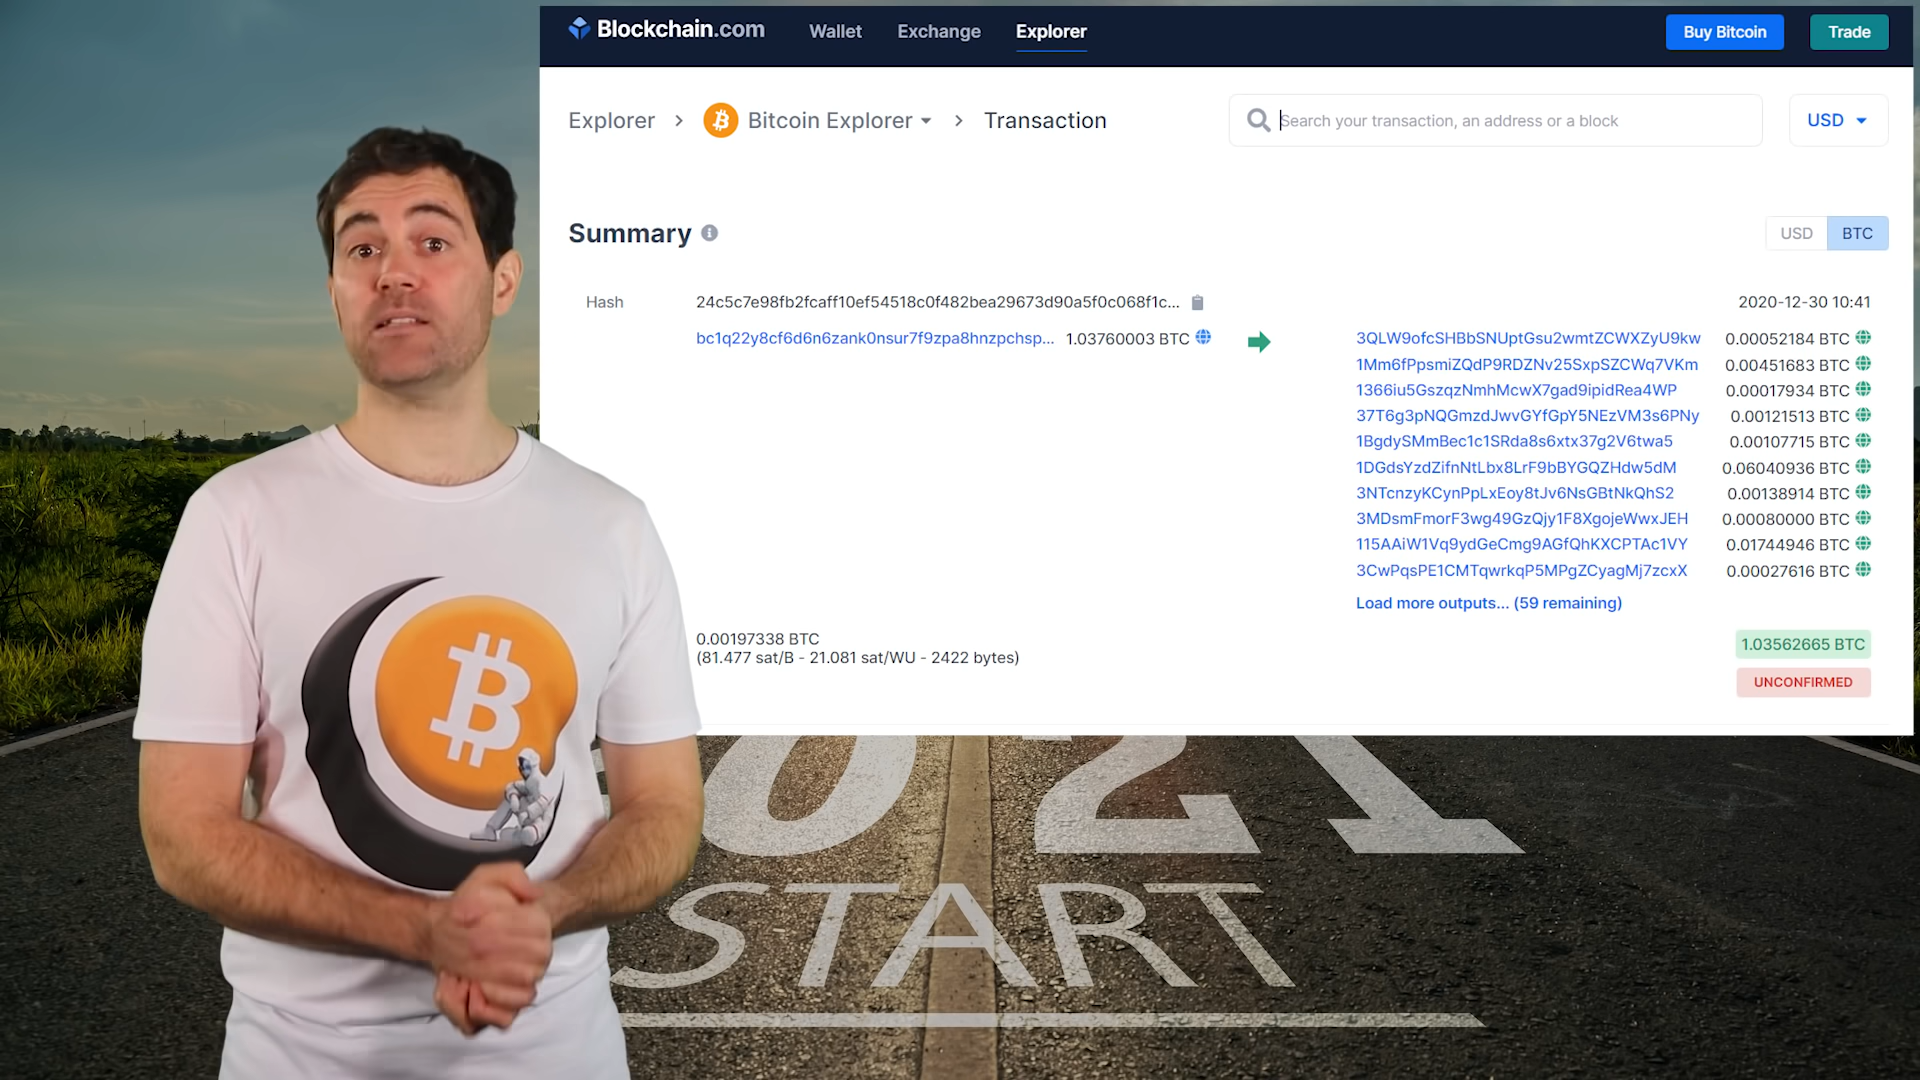 Blockchain.com Wallet Exchange Explorer Buy Bitcoin Trade
Explorer > Bitcoin Explorer > Transaction Search your transaction, an address or a block USD
Summary USD BTC
Hash 24c5c7e98fb2fcaff10ef54518c0f482bea29673d90a5f0c068f1c... 2020-12-30 10:41
bc1q22y8cf6d6n6zank0nsur7f9zpa8hnzpchsp... 1.03760003 BTC
3QLW9ofcSHBbSNUptGsu2wmtZCWXZyU9kw 0.00052184 BTC
1Mm6fPpsmiZQdP9RDZNv25SxpSZCWq7VKm 0.00451683 BTC
1366iu5GszqzNmhMcwX7gad9ipidRea4WP 0.00017934 BTC
37T6g3pNQGmzdJwvGYfGpY5NEzVM3s6PNy 0.00121513 BTC
1BgdySMmBec1c1SRda8s6xtx37g2V6twa5 0.00107715 BTC
1DGdsYzdZifnNtLbx8LrF9bBYGQZHdw5dM 0.06040936 BTC
3NTcnzyKCynPpLxEoy8tJv6NsGBtNkQhS2 0.00138914 BTC
3MDsmFmorF3wg49GzQjy1F8XgojeWwxJEH 0.00080000 BTC
115AAiW1Vq9ydGeCmg9AGfQhKXCPTAc1VY 0.01744946 BTC
3CwPqsPE1CMTqwrkqP5MPgZCyagMj7zcxX 0.00027616 BTC
Load more outputs... (59 remaining)
0.00197338 BTC 1.03562665 BTC
(81.477 sat/B - 21.081 sat/WU - 2422 bytes)
UNCONFIRMED
START